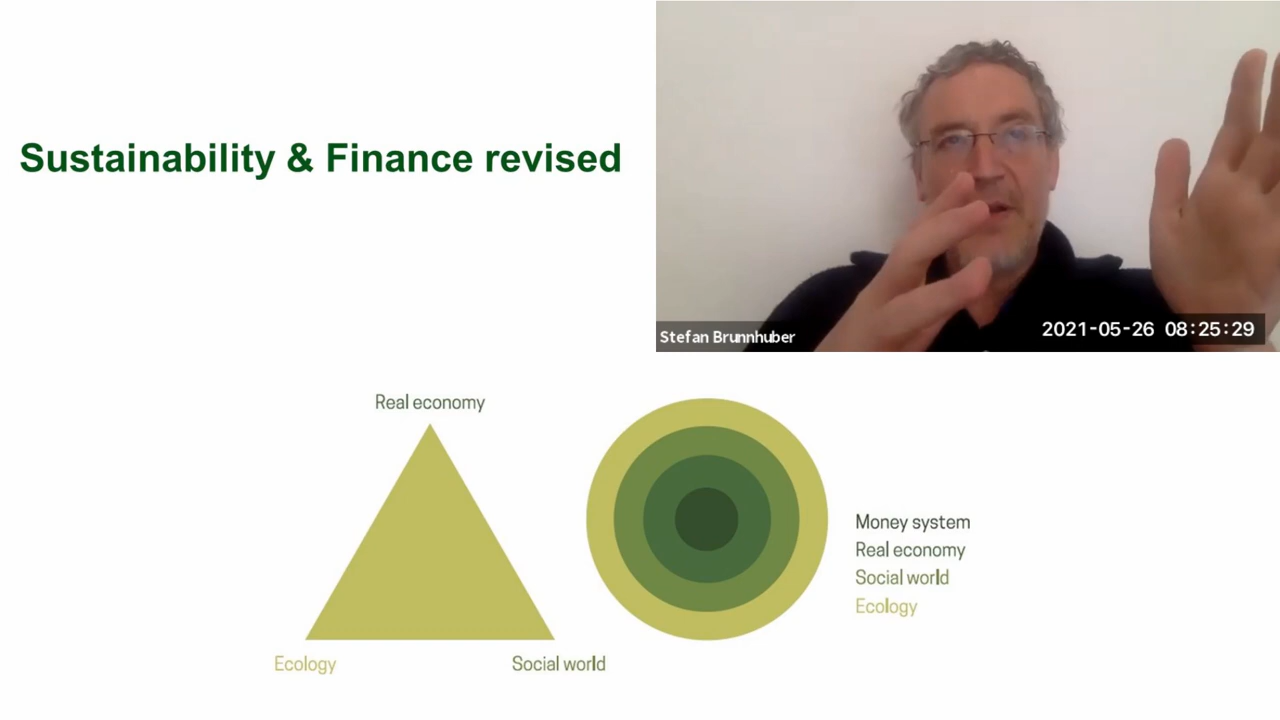 Sustainability & Finance revised
Stefan Brunnhuber
2021-05-26 08:25:29
Real economy
Ecology
Social world
Money system
Real economy
Social world
Ecology